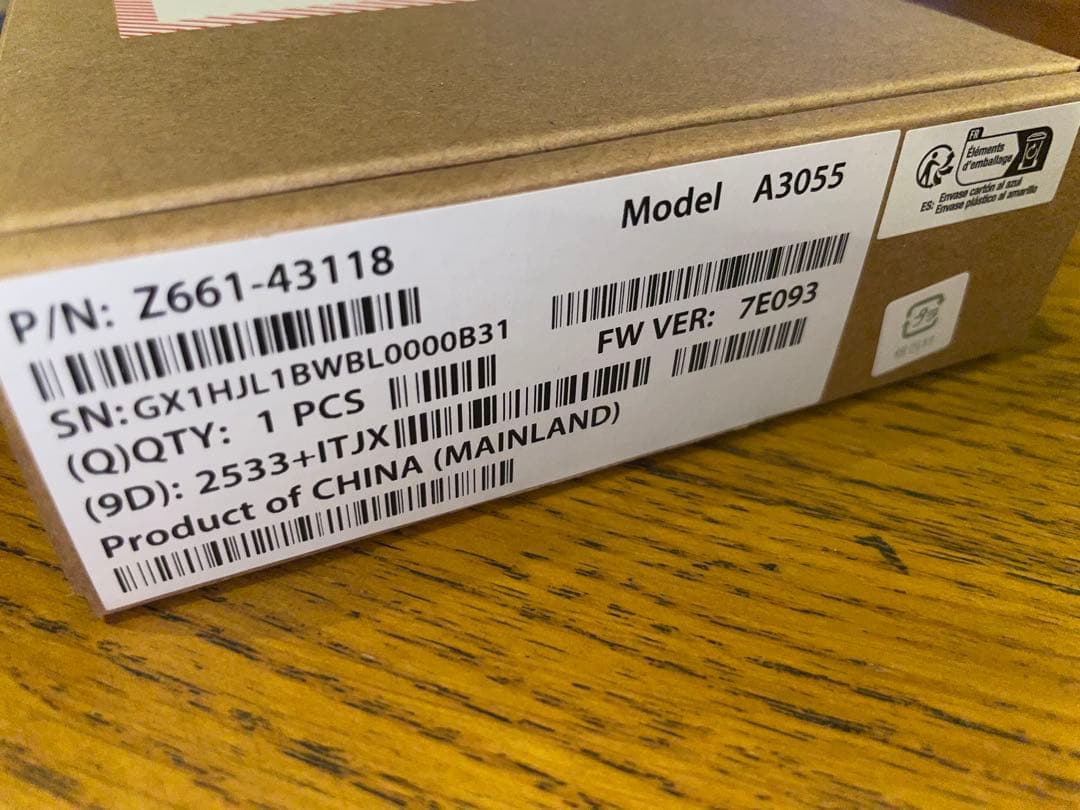 Model A3055
P/N: Z661-43118
SN: GX1HJL1BWBL0000B31
FW VER: 7E093
(Q)QTY: 1 PCS
(9D): 2533+ITJX
Product of CHINA (MAINLAND)
FR
Éléments
d'emballage
ES: Envase cartón al azul
Envase plástico al amarillo